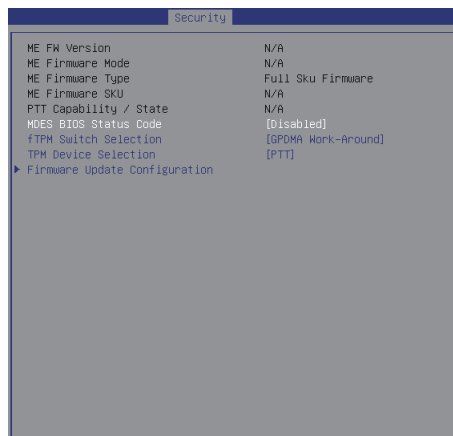 Security
ME FW Version N/A
ME Firmware Mode N/A
ME Firmware Type Full Sku Firmware
ME Firmware SKU N/A
PTT Capability / State N/A
MDES BIOS Status Code [Disabled]
fTPM Switch Selection [GPDMA Work-Around]
TPM Device Selection [PTT]
Firmware Update Configuration